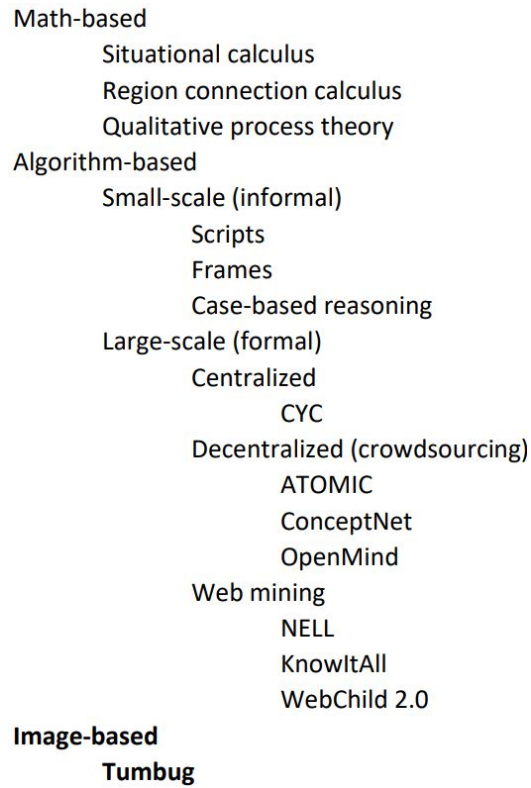 Math-based
Situational calculus
Region connection calculus
Qualitative process theory
Algorithm-based
Small-scale (informal)
Scripts
Frames
Case-based reasoning
Large-scale (formal)
Centralized
CYC
Decentralized (crowdsourcing)
ATOMIC
ConceptNet
OpenMind
Web mining
NELL
KnowItAll
WebChild 2.0
Image-based
Tumbug